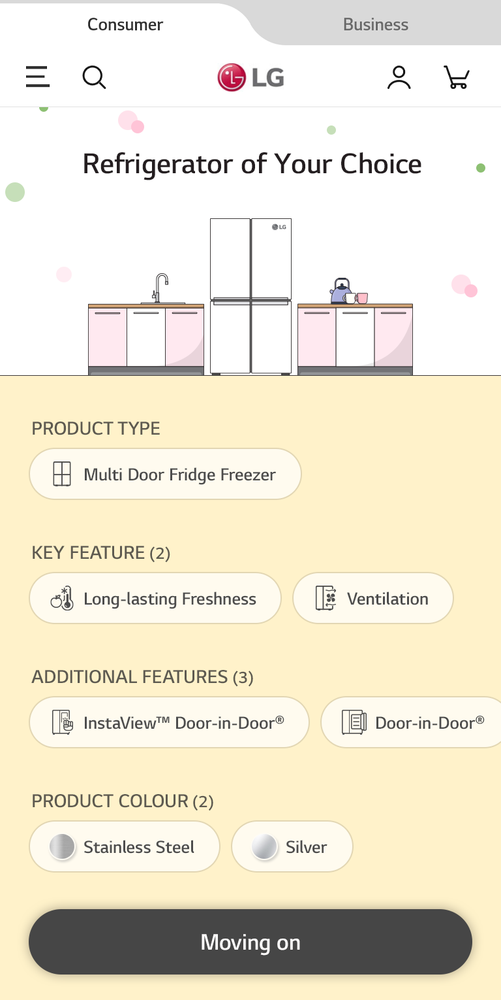 Consumer
Business
LG
Refrigerator of Your Choice
LG
PRODUCT TYPE
Multi Door Fridge Freezer
KEY FEATURE (2)
Long-lasting Freshness
Ventilation
ADDITIONAL FEATURES (3)
InstaView™ Door-in-Door®
Door-in-Door®
PRODUCT COLOUR (2)
Stainless Steel
Silver
Moving on